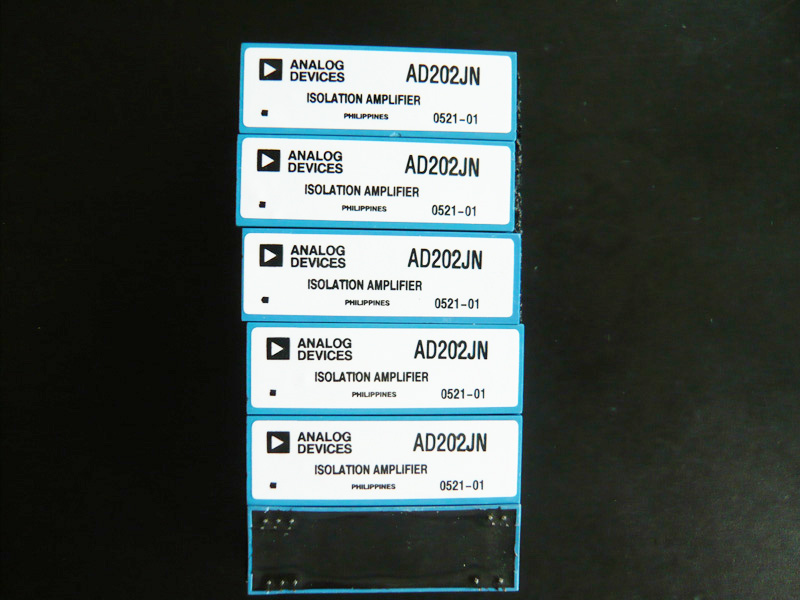 ANALOG
DEVICES
AD202JN
ISOLATION AMPLIFIER
PHILIPPINES 0521-01
ANALOG
DEVICES
AD202JN
ISOLATION AMPLIFIER
PHILIPPINES 0521-01
ANALOG
DEVICES
AD202JN
ISOLATION AMPLIFIER
PHILIPPINES 0521-01
ANALOG
DEVICES
AD202JN
ISOLATION AMPLIFIER
PHILIPPINES 0521-01
ANALOG
DEVICES
AD202JN
ISOLATION AMPLIFIER
PHILIPPINES 0521-01